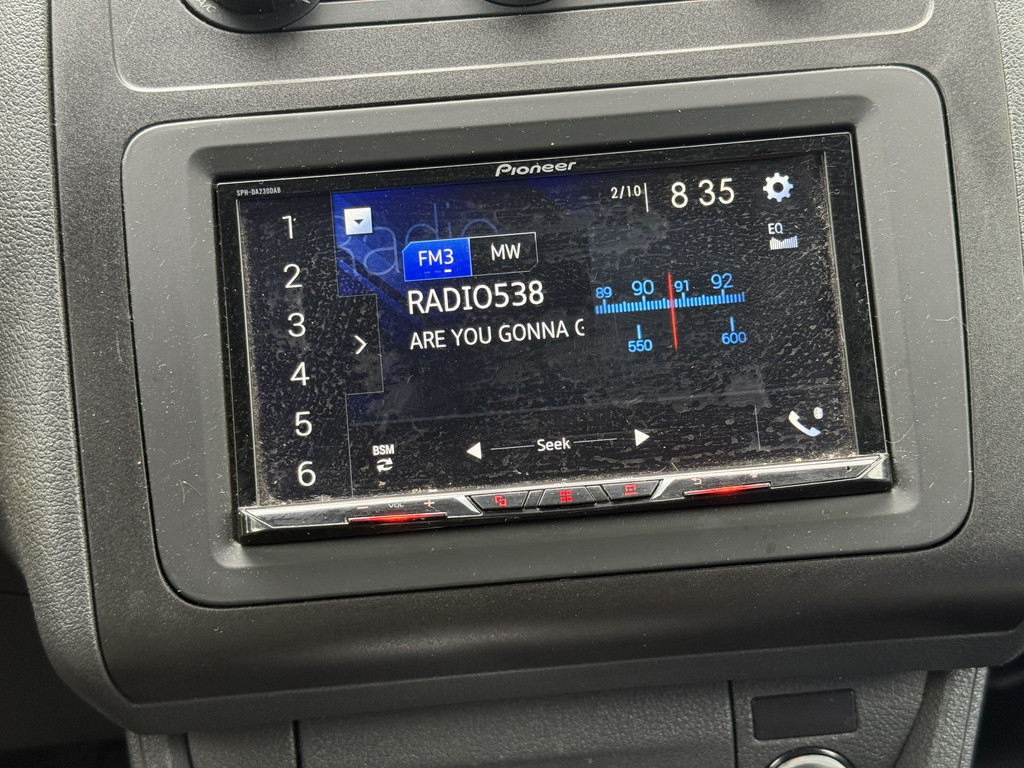 Pioneer
SPH-DA230DAB
2/10 8 35
Radio
EQ
FM3 MW
RADIO538
ARE YOU GONNA G
89 90 91 92
550 600
1
2
3
4
5
6
BSM
Seek
− VOL +